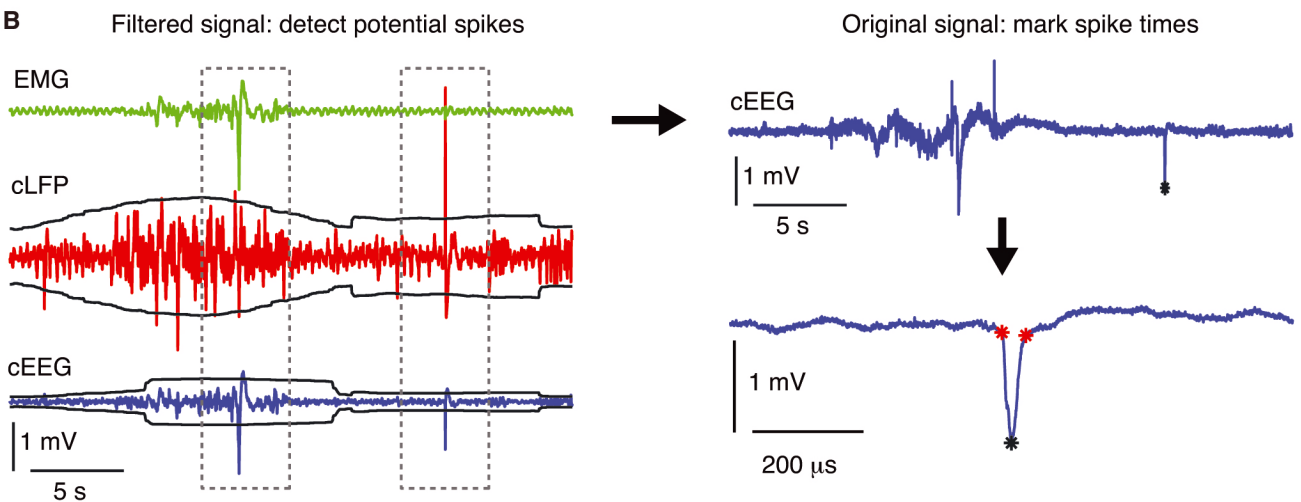 B
Filtered signal: detect potential spikes
Original signal: mark spike times
EMG
cLFP
cEEG
1 mV
5 s
cEEG
1 mV
5 s
1 mV
200 μs